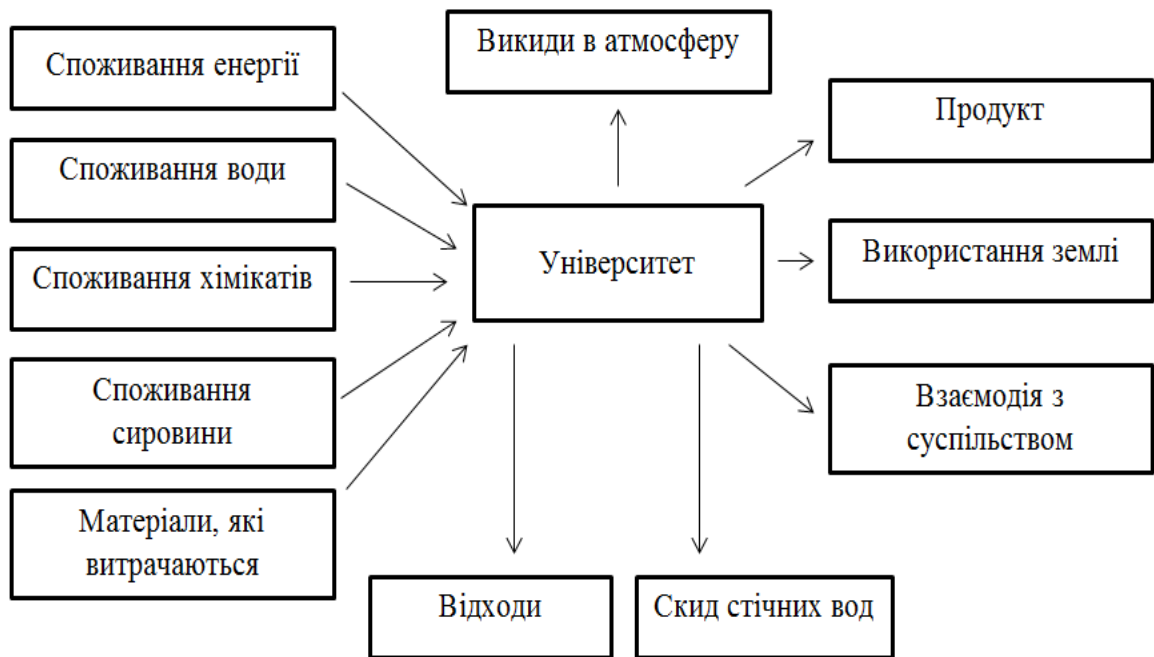 Споживання енергії
Споживання води
Споживання хімікатів
Споживання
сировини
Матеріали, які
витрачаються
Викиди в атмосферу
Університет
Відходи
Скид стічних вод
Продукт
Використання землі
Взаємодія з
суспільством